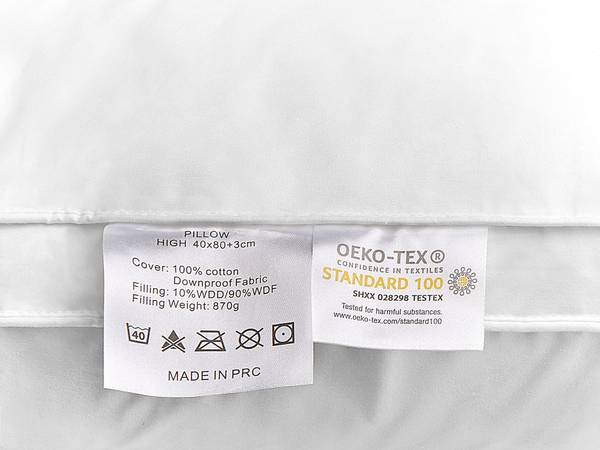 PILLOW
HIGH 40x80+3cm
Cover: 100% cotton
Downproof Fabric
Filling: 10%WDD/90%WDF
Filling Weight: 870g
40
MADE IN PRC
OEKO-TEX®
CONFIDENCE IN TEXTILES
STANDARD 100
SHXX 028298 TESTEX
Tested for harmful substances.
www.oeko-tex.com/standard100